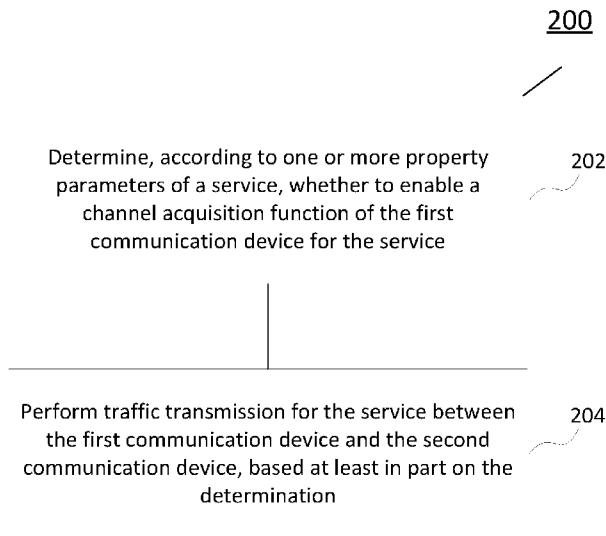 200
Determine, according to one or more property
parameters of a service, whether to enable a
channel acquisition function of the first
communication device for the service
202
Perform traffic transmission for the service between
the first communication device and the second
communication device, based at least in part on the
determination
204